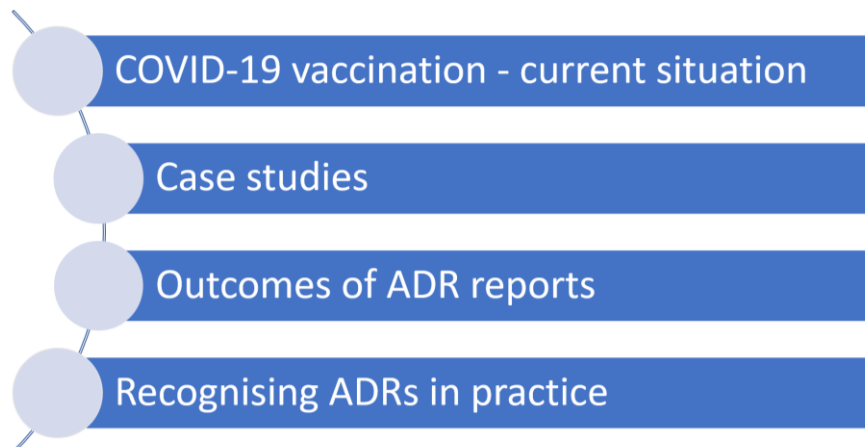 COVID-19 vaccination - current situation
Case studies
Outcomes of ADR reports
Recognising ADRs in practice